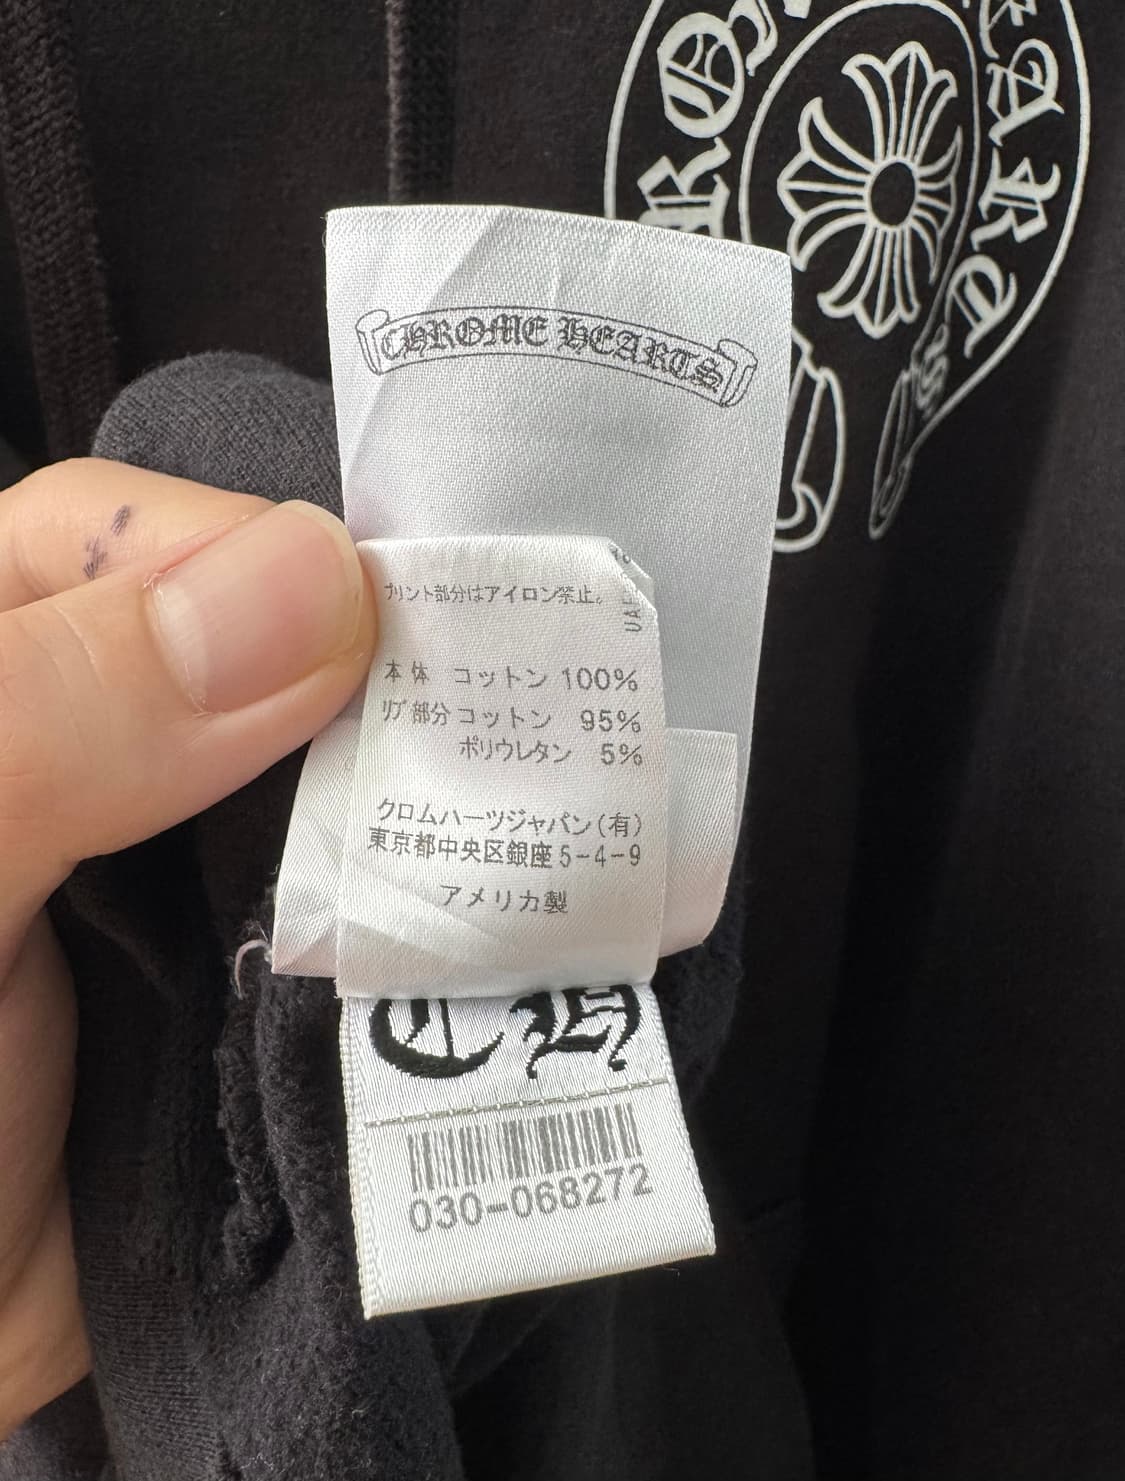 CHROME HEARTS
プリント部分はアイロン禁止。
本体 コットン 100%
リブ部分 コットン 95%
ポリウレタン 5%
クロムハーツジャパン(有)
東京都中央区銀座5-4-9
アメリカ製
CH
030-068272